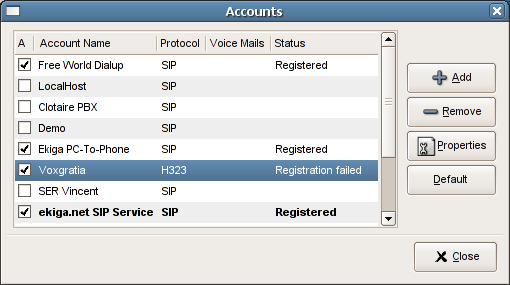 Accounts
A Account Name Protocol Voice Mails Status
Free World Dialup SIP Registered
LocalHost SIP
Clotaire PBX SIP
Demo SIP
Ekiga PC-To-Phone SIP Registered
Voxgratia H323 Registration failed
SER Vincent SIP
ekiga.net SIP Service SIP Registered
Add
Remove
Properties
Default
Close